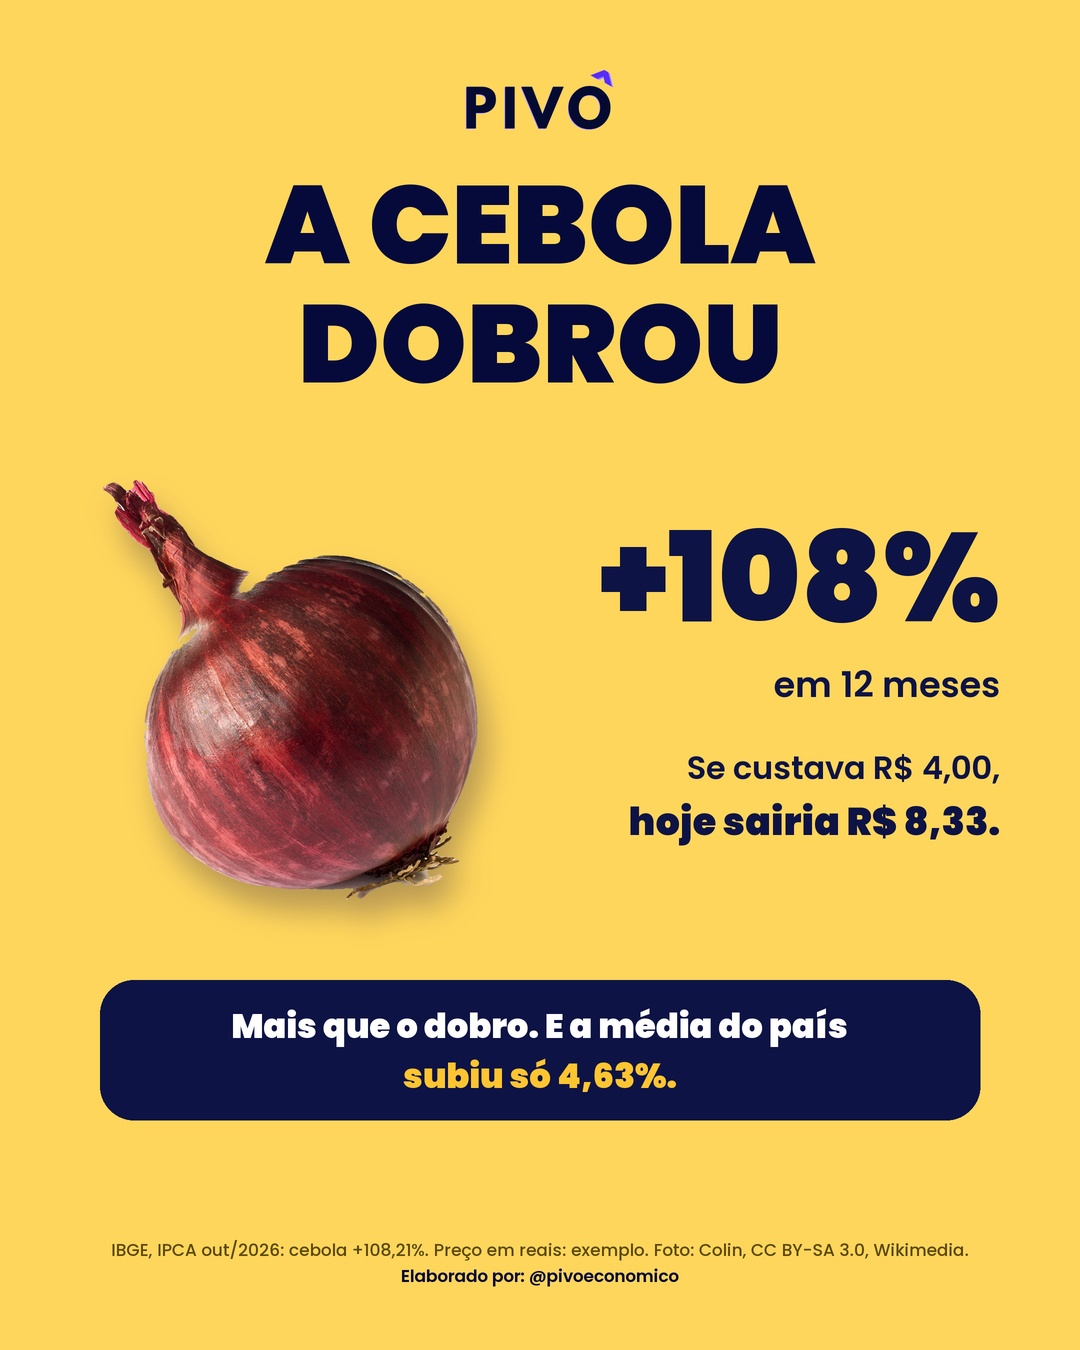 PIVÔ
A CEBOLA
DOBROU
+108%
em 12 meses
Se custava R$ 4,00,
hoje sairia R$ 8,33.
Mais que o dobro. E a média do país
subiu só 4,63%.
IBGE, IPCA out/2026: cebola +108,21%. Preço em reais: exemplo. Foto: Colin, CC BY-SA 3.0, Wikimedia.
Elaborado por: @pivoeconomico